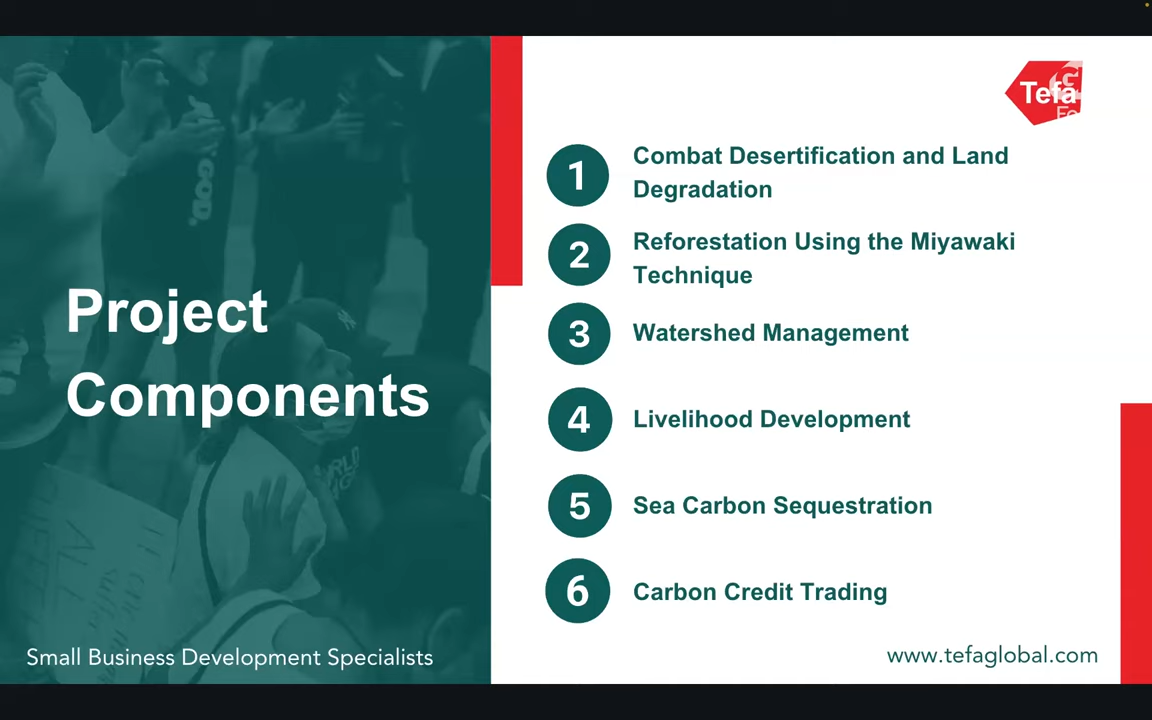 Tefa
Project
Components
1
Combat Desertification and Land
Degradation
2
Reforestation Using the Miyawaki
Technique
3
Watershed Management
4
Livelihood Development
5
Sea Carbon Sequestration
6
Carbon Credit Trading
GOD.
Small Business Development Specialists
www.tefaglobal.com